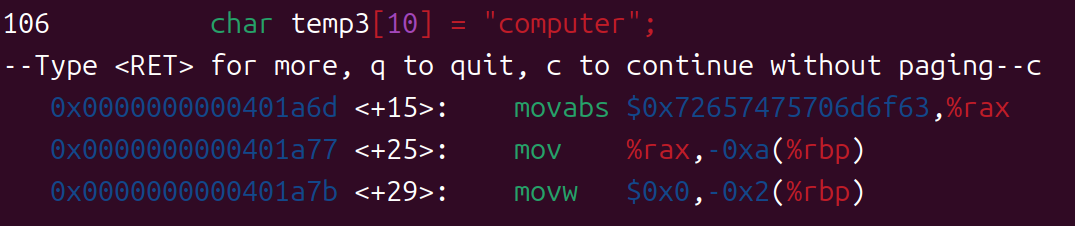 106          char temp3[10] = "computer";
--Type <RET> for more, q to quit, c to continue without paging--c
   0x0000000000401a6d <+15>:    movabs $0x72657475706d6f63,%rax
   0x0000000000401a77 <+25>:    mov    %rax,-0xa(%rbp)
   0x0000000000401a7b <+29>:    movw   $0x0,-0x2(%rbp)